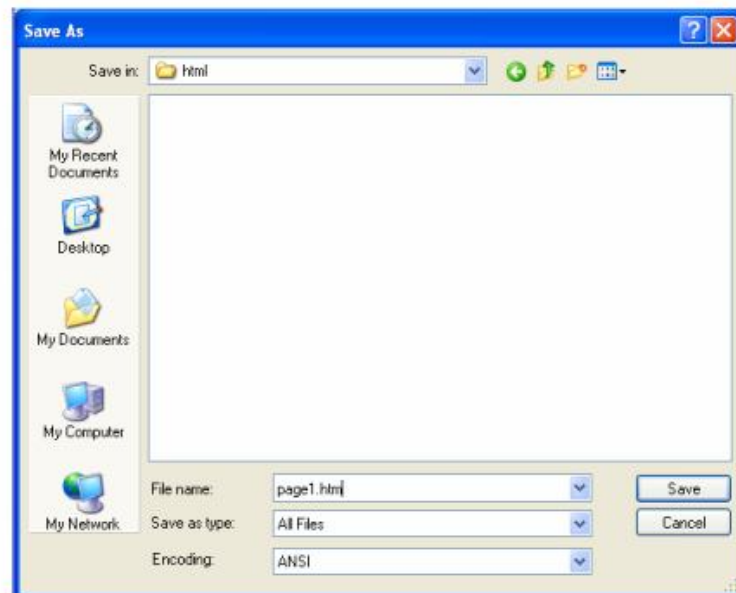 Save As
Save in:
html
My Recent
Documents
Desktop
My Documents
My Computer
My Network
File name:
page1.htm
Save
Save as type:
All Files
Cancel
Encoding:
ANSI